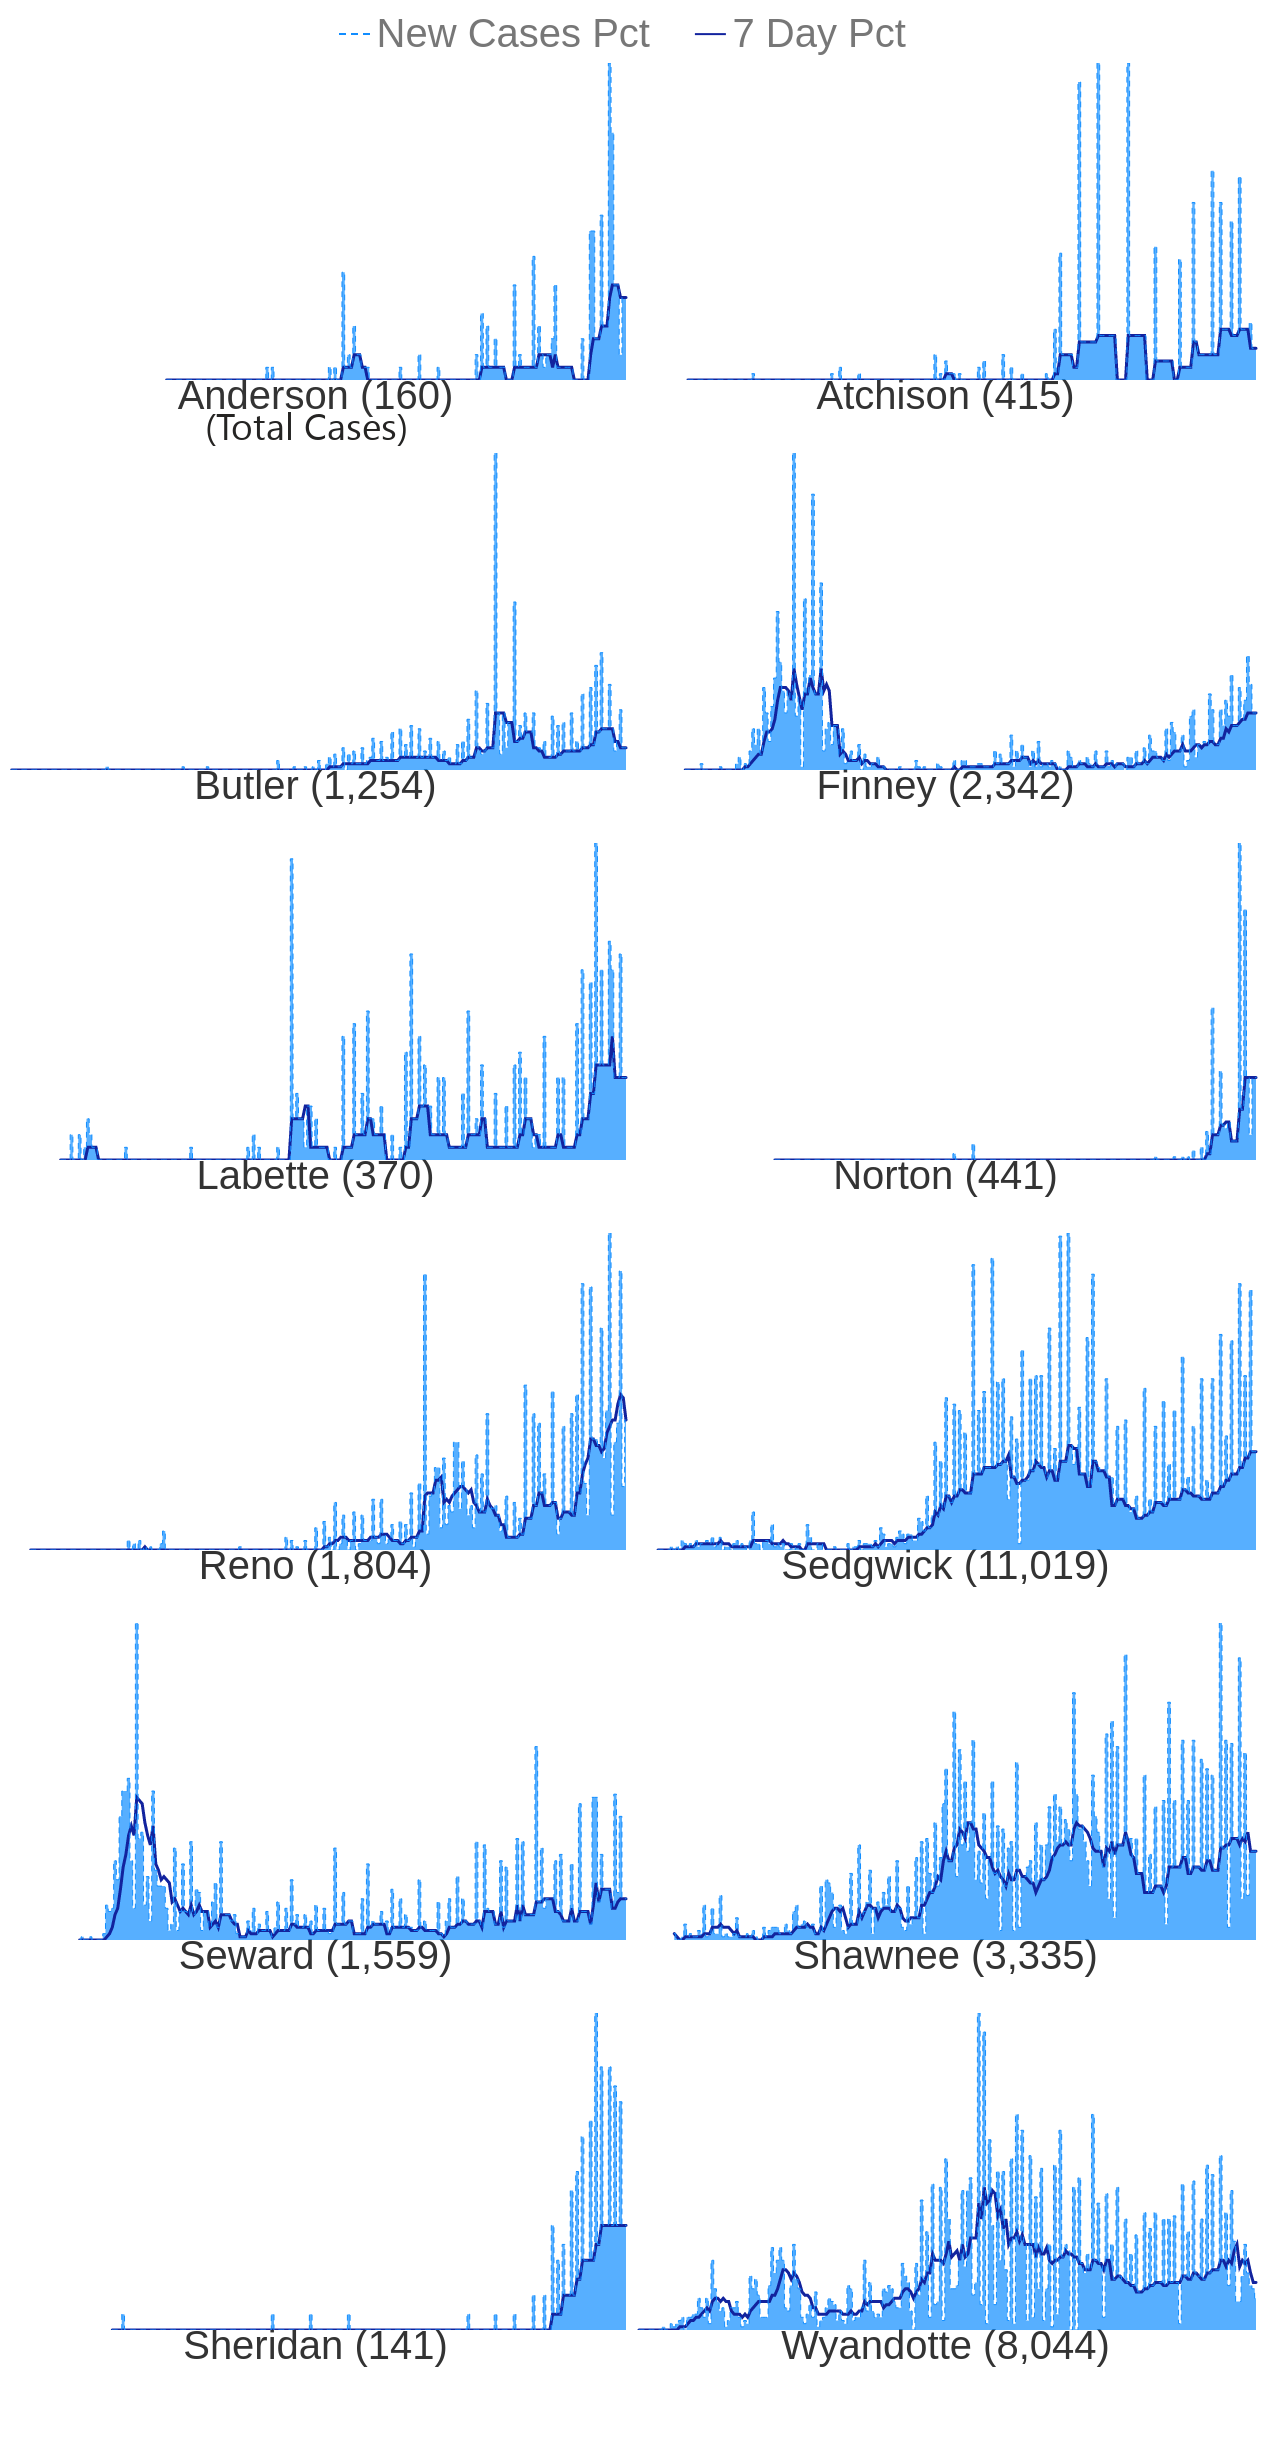 New Cases Pct 7 Day Pct
Anderson (160) Atchison (415)
(Total Cases)
Butler (1,254) Finney (2,342)
Labette (370) Norton (441)
Reno (1,804) Sedgwick (11,019)
Seward (1,559) Shawnee (3,335)
Sheridan (141) Wyandotte (8,044)